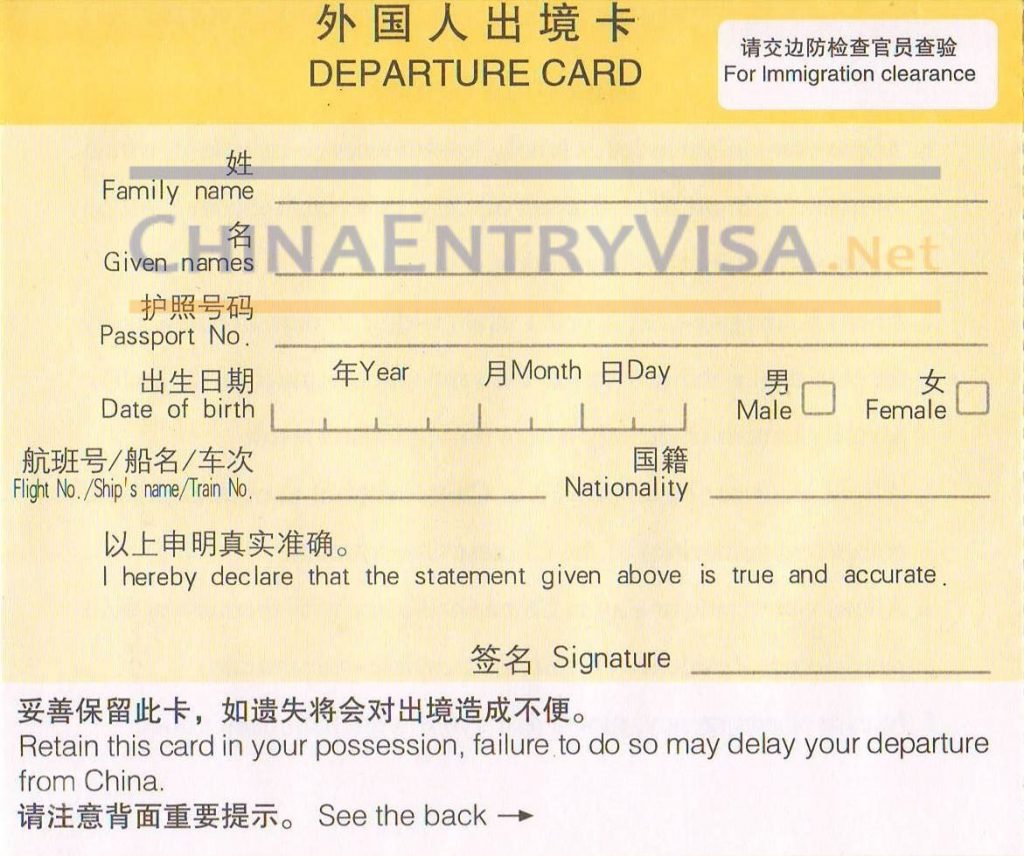 外国人出境卡
DEPARTURE CARD
请交边防检查官员查验
For Immigration clearance
姓
Family name
名
Given names
CHINAENTRYVISA.Net
护照号码
Passport No.
出生日期
Date of birth
年Year 月Month 日Day
男
Male
女
Female
航班号/船名/车次
Flight No./Ship's name/Train No.
国籍
Nationality
以上申明真实准确。
I hereby declare that the statement given above is true and accurate.
签名 Signature
妥善保留此卡，如遗失将会对出境造成不便。
Retain this card in your possession, failure to do so may delay your departure
from China.
请注意背面重要提示。 See the back →